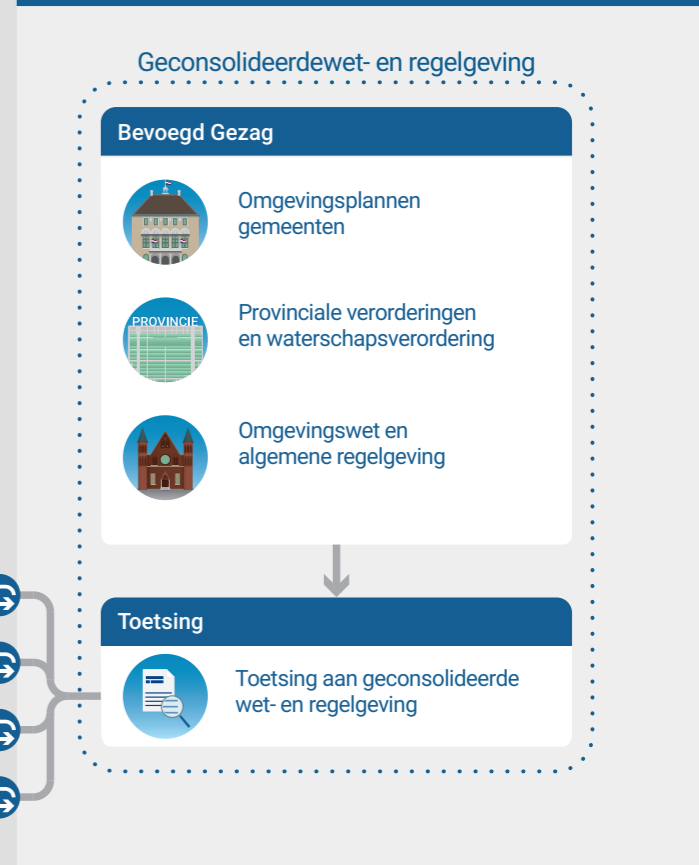 Geconsolideerdewet- en regelgeving
Bevoegd Gezag
Omgevingsplannen
gemeenten
PROVINCIE
Provinciale verordeningen
en waterschapsverordering
Omgevingswet en
algemene regelgeving
Toetsing
Toetsing aan geconsolideerde
wet- en regelgeving